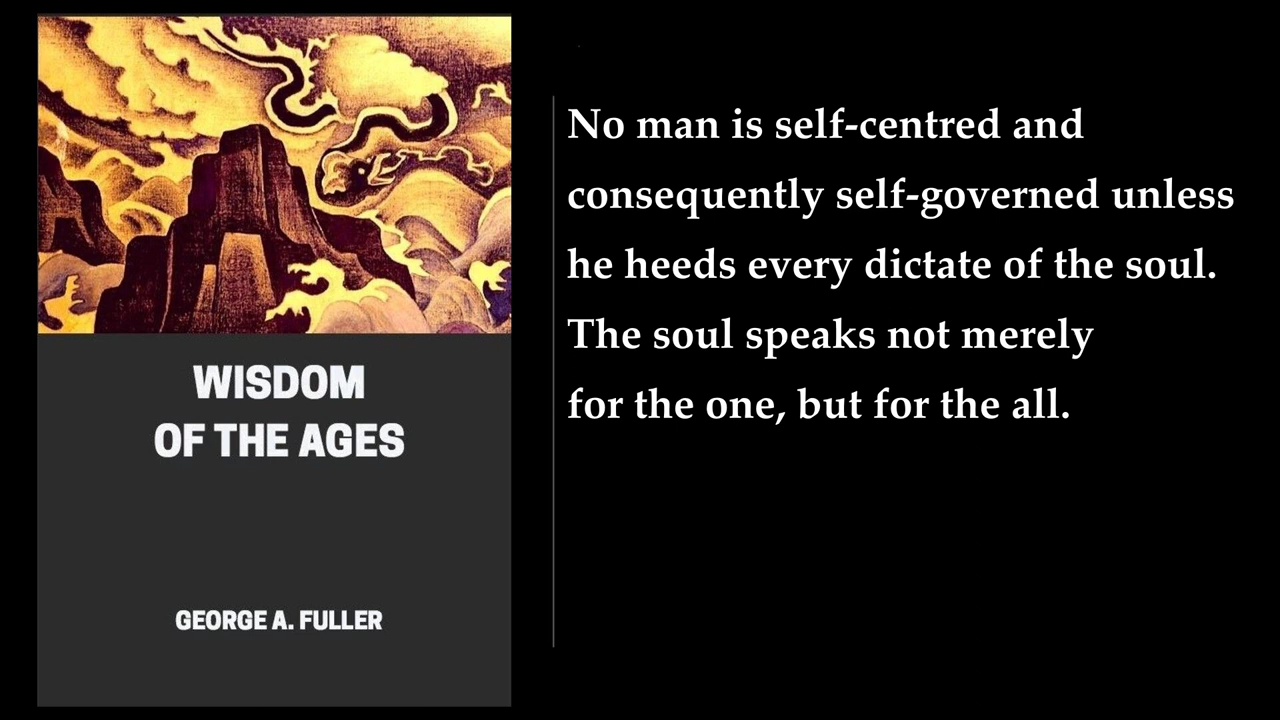 WISDOM
OF THE AGES
GEORGE A. FULLER
No man is self-centred and
consequently self-governed unless
he heeds every dictate of the soul.
The soul speaks not merely
for the one, but for the all.